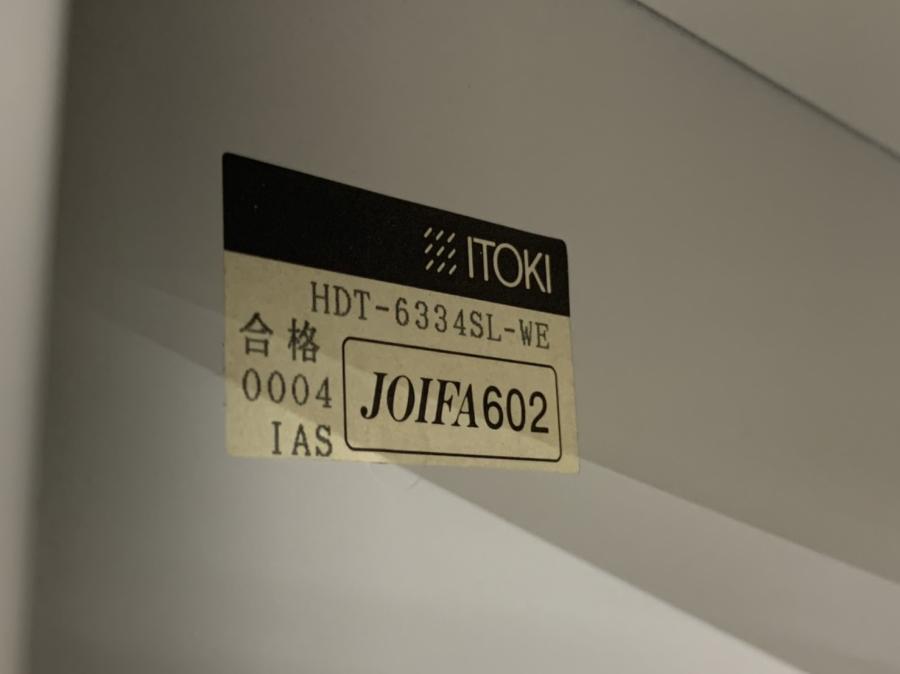 ITOKI
HDT-6334SL-WE
合格
0004
IAS
JOIFA602